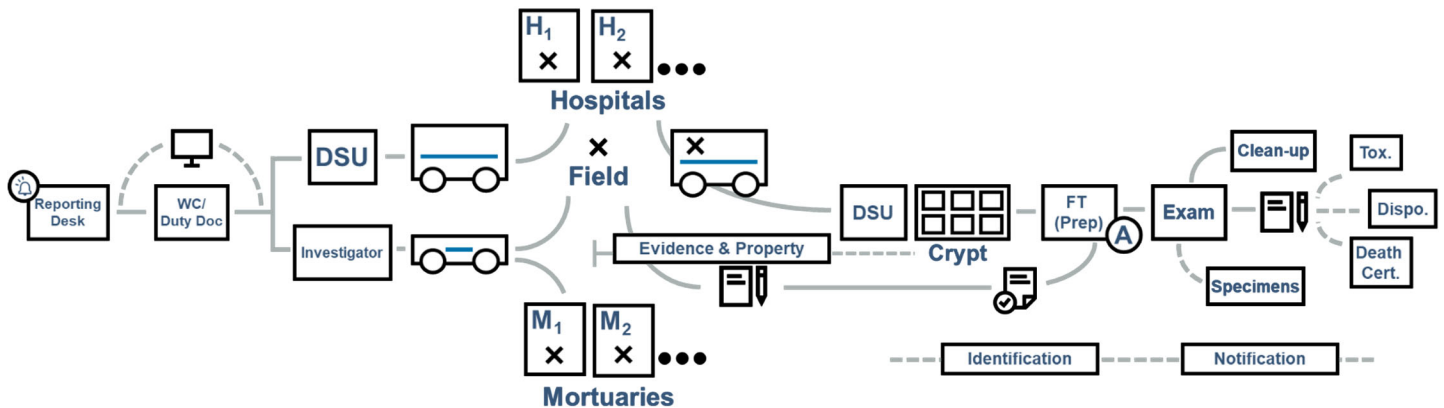 H1
H2
Hospitals
DSU
Field
Reporting
Desk
WC/
Duty Doc
Investigator
M1
M2
Mortuaries
Evidence & Property
DSU
Crypt
FT
(Prep)
A
Exam
Clean-up
Specimens
Tox.
Dispo.
Death
Cert.
Identification
Notification